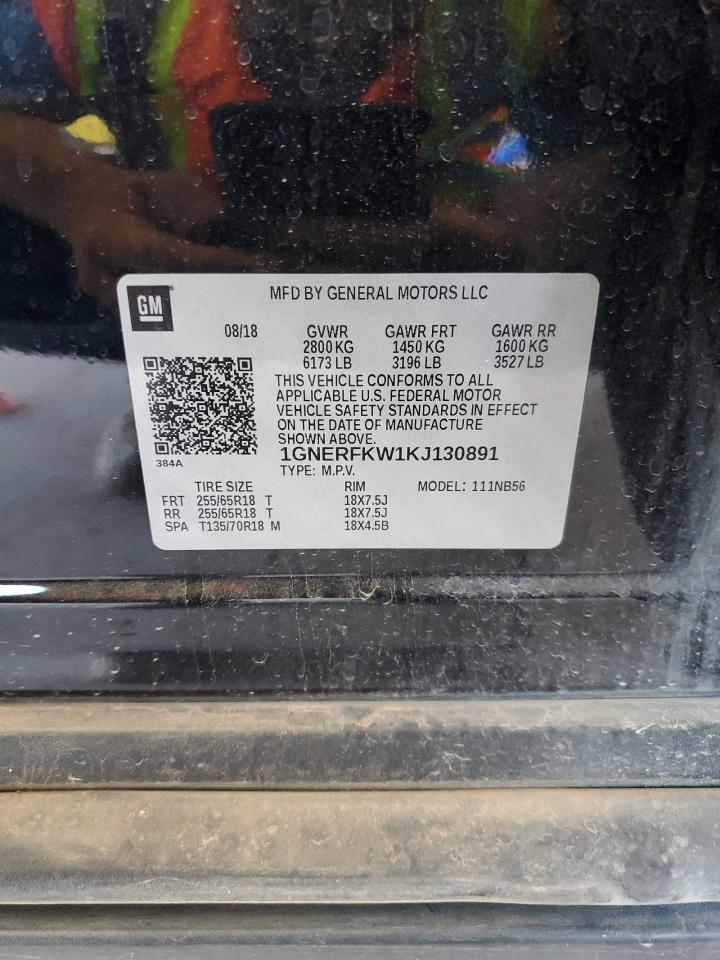 GM
MFD BY GENERAL MOTORS LLC
08/18 GVWR GAWR FRT GAWR RR
2800 KG 1450 KG 1600 KG
6173 LB 3196 LB 3527 LB
THIS VEHICLE CONFORMS TO ALL
APPLICABLE U.S. FEDERAL MOTOR
VEHICLE SAFETY STANDARDS IN EFFECT
ON THE DATE OF MANUFACTURE
SHOWN ABOVE.
384A
1GNERFKW1KJ130891
TYPE: M.P.V.
TIRE SIZE RIM MODEL: 111NB56
FRT 255/65R18 T 18X7.5J
RR 255/65R18 T 18X7.5J
SPA T135/70R18 M 18X4.5B